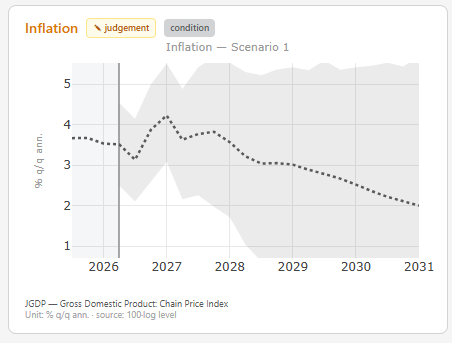 Inflation ✎ judgement condition
Inflation — Scenario 1
% q/q ann.
5
4
3
2
1
2026 2027 2028 2029 2030 2031
JGDP — Gross Domestic Product: Chain Price Index
Unit: % q/q ann. · source: 100·log level